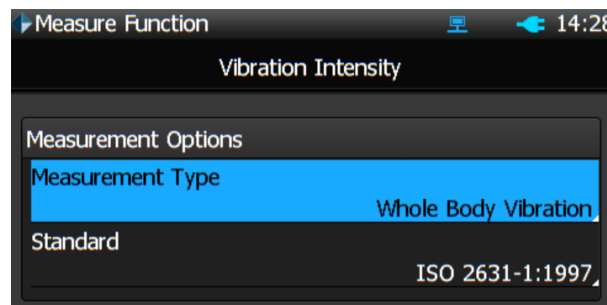 Measure Function 14:28
Vibration Intensity
Measurement Options
Measurement Type
Whole Body Vibration
Standard
ISO 2631-1:1997